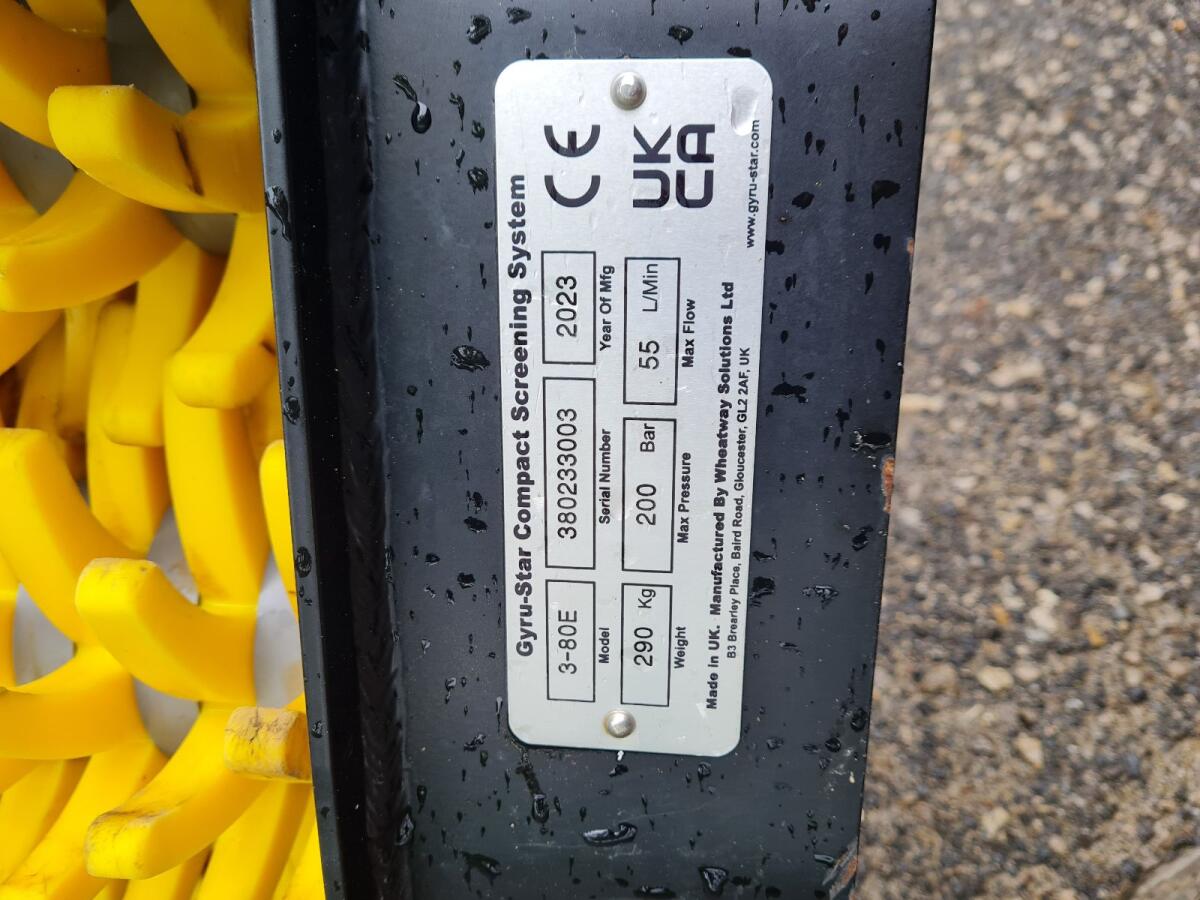 Gyru-Star Compact Screening System
3-80E 3802333003 2023 CE
Model Serial Number Year Of Mfg
290 Kg 200 Bar 55 L/Min UK
CA
Weight Max Pressure Max Flow
Made in UK. Manufactured By Wheatway Solutions Ltd
B3 Brearley Place, Baird Road, Gloucester, GL2 2AF, UK
www.gyru-star.com